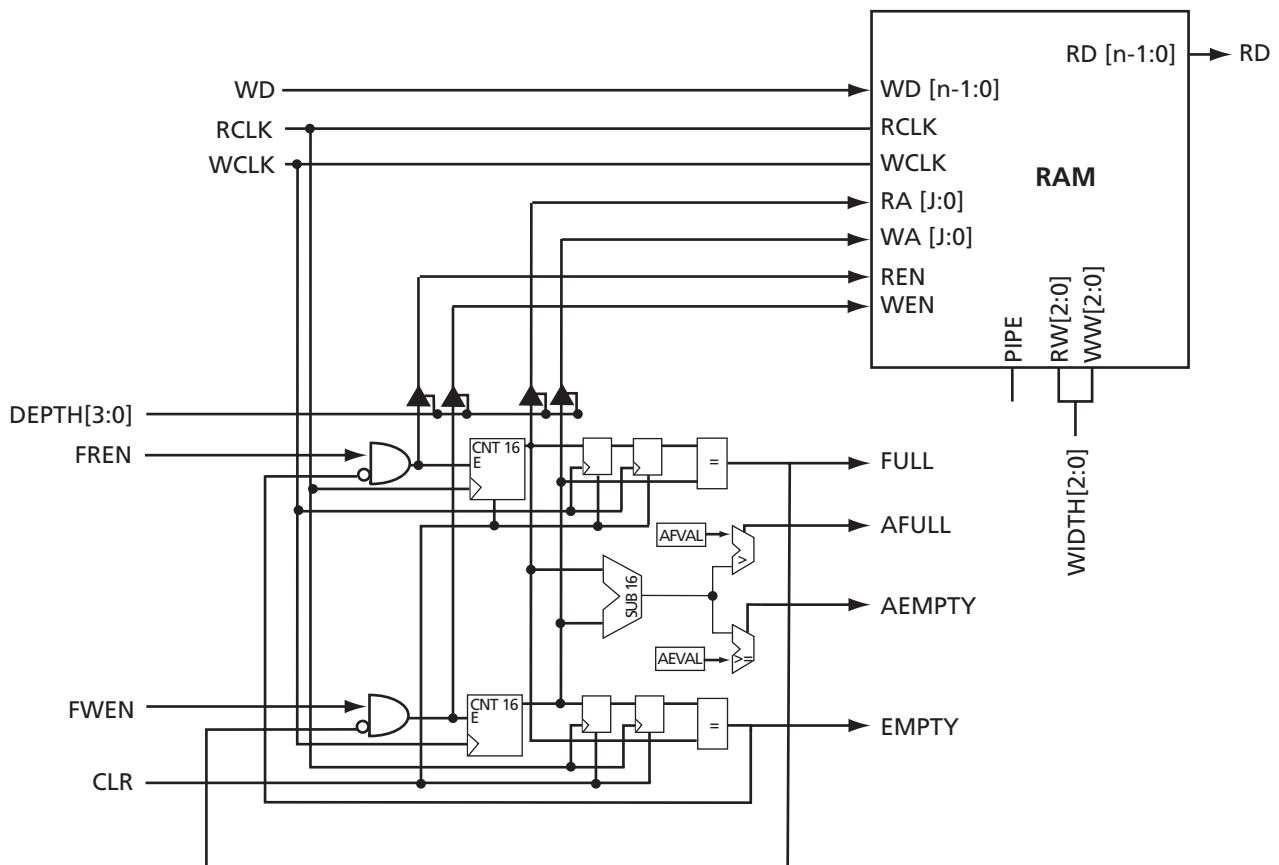 RD [n-1:0]
RD
WD
WD [n-1:0]
RCLK
RCLK
WCLK
WCLK
RAM
RA [J:0]
WA [J:0]
REN
WEN
PIPE
RW[2:0]
WW[2:0]
DEPTH[3:0]
FREN
CNT 16
E
=
FULL
WIDTH[2:0]
AFVAL
>
AFULL
SUB 16
AEMPTY
AEVAL
>=
FWEN
CNT 16
E
=
EMPTY
CLR